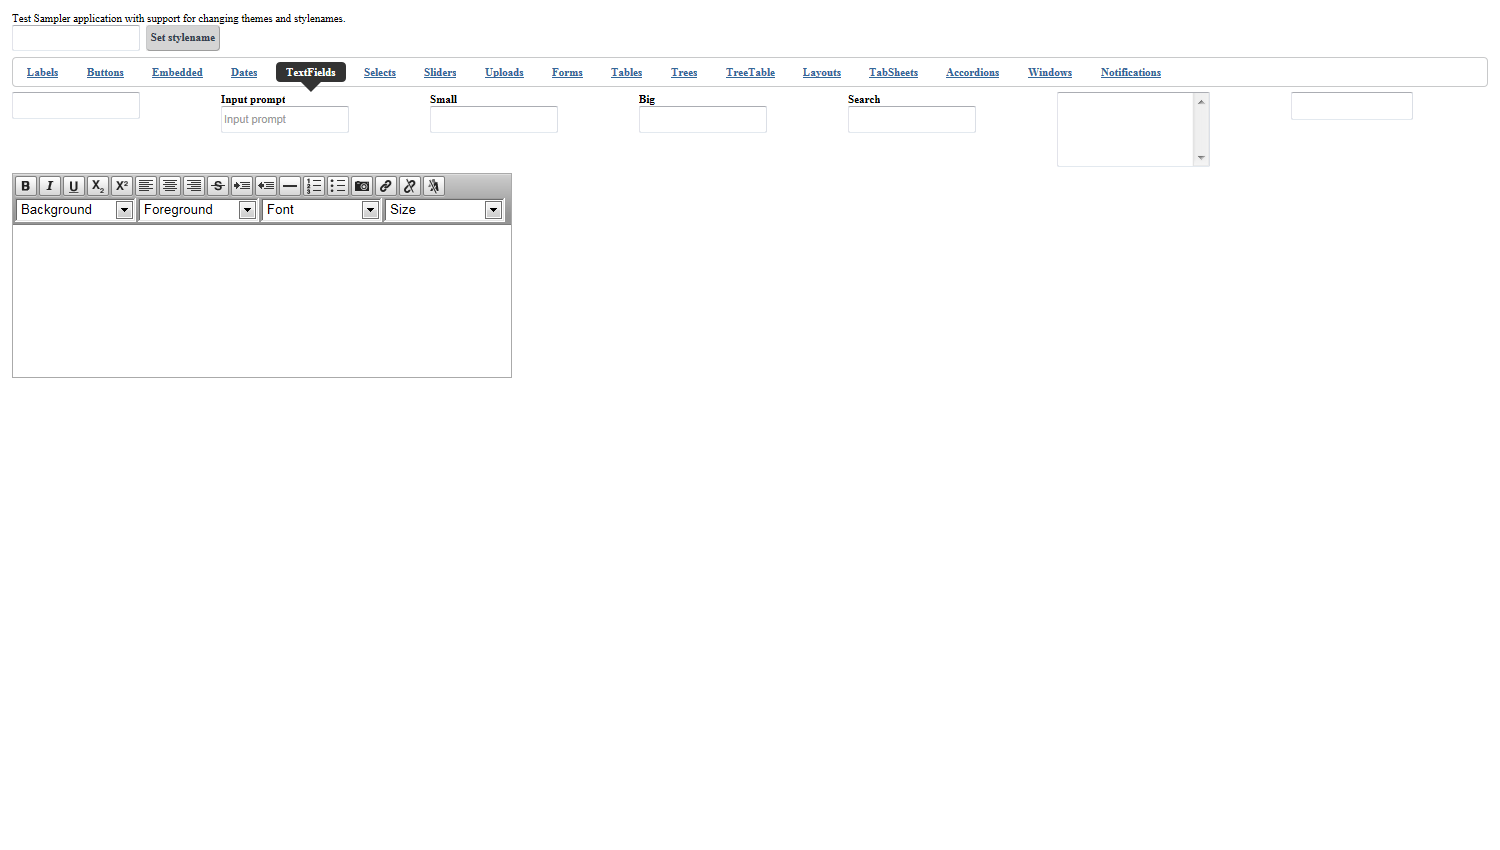 Test Sampler application with support for changing themes and stylenames.
Set stylename
Labels Buttons Embedded Dates TextFields Selects Sliders Uploads Forms Tables Trees TreeTable Layouts TabSheets Accordions Windows Notifications
Input prompt Small Big Search
Input prompt
B I U X2 X2 S
Background Foreground Font Size